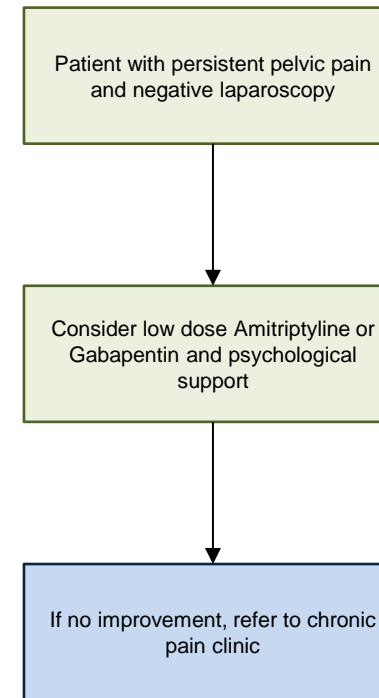 Patient with persistent pelvic pain
and negative laparoscopy
Consider low dose Amitriptyline or
Gabapentin and psychological
support
If no improvement, refer to chronic
pain clinic